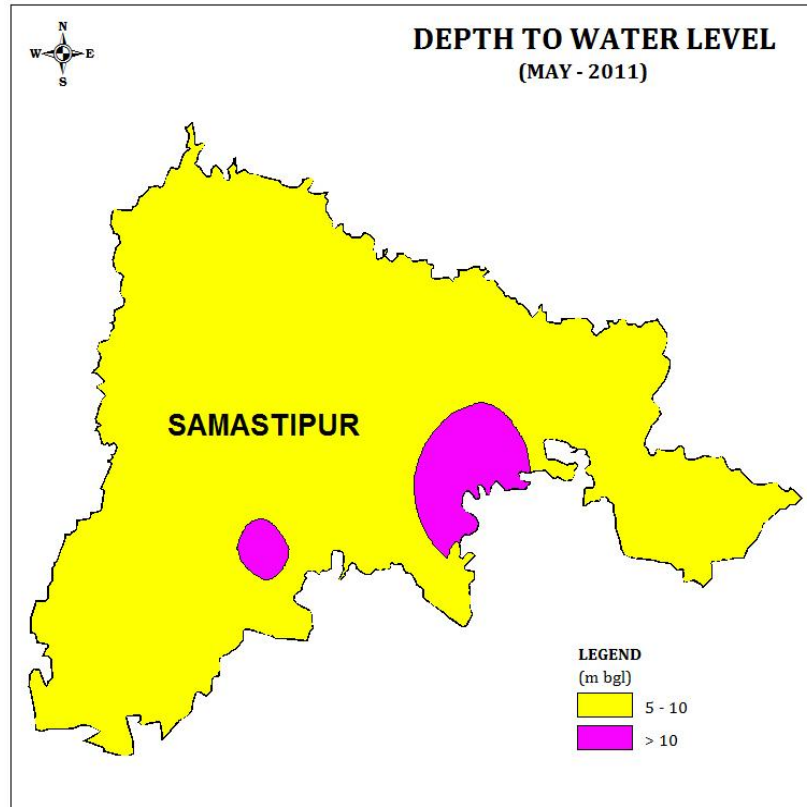 N
W E
S
DEPTH TO WATER LEVEL
(MAY - 2011)
SAMASTIPUR
LEGEND
(m bgl)
5 - 10
> 10